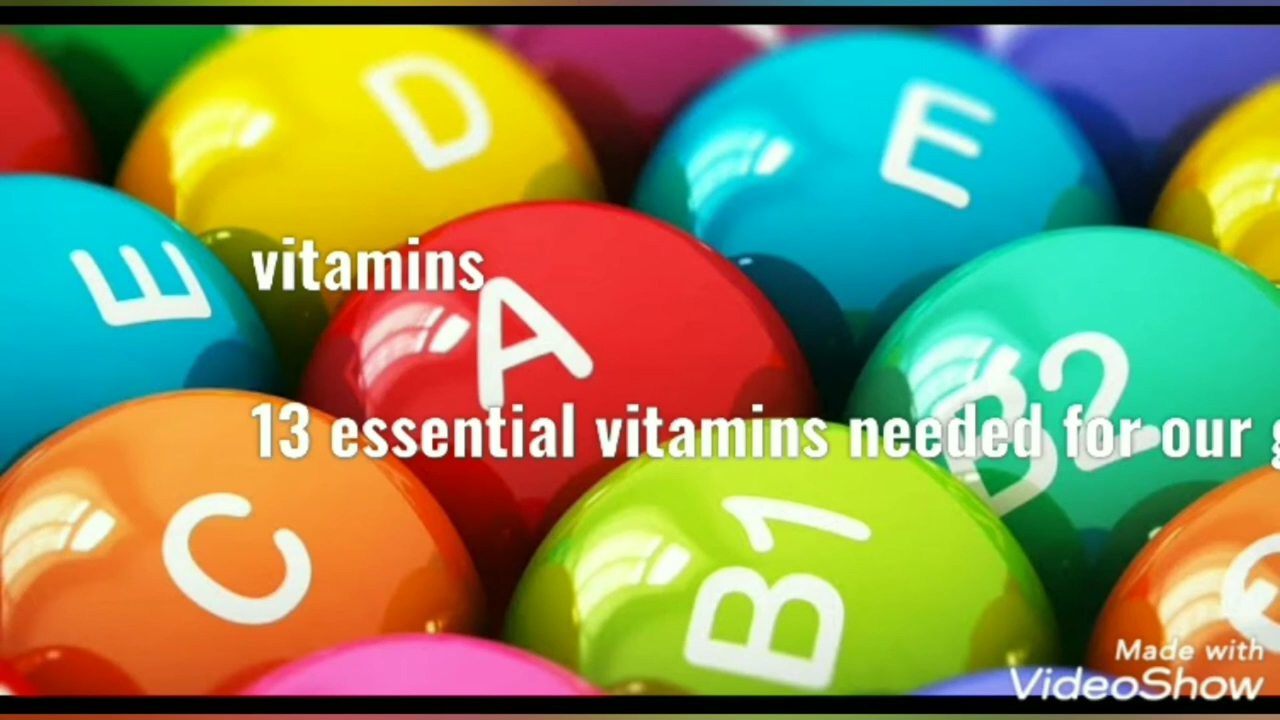 D
E
E
vitamins
A
B2
13 essential vitamins needed for our
C
B1
Made with
VideoShow